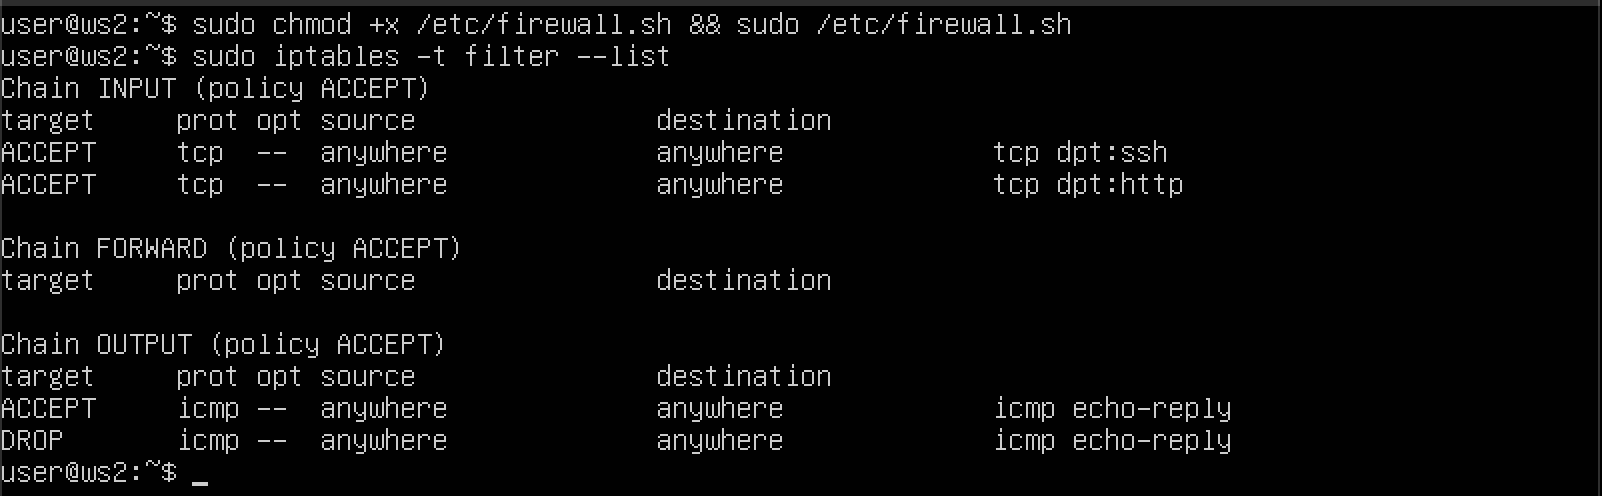 user@ws2:~$ sudo chmod +x /etc/firewall.sh && sudo /etc/firewall.sh
user@ws2:~$ sudo iptables -t filter --list
Chain INPUT (policy ACCEPT)
target     prot opt source               destination
ACCEPT     tcp  --  anywhere             anywhere             tcp dpt:ssh
ACCEPT     tcp  --  anywhere             anywhere             tcp dpt:http
Chain FORWARD (policy ACCEPT)
target     prot opt source               destination
Chain OUTPUT (policy ACCEPT)
target     prot opt source               destination
ACCEPT     icmp --  anywhere             anywhere             icmp echo-reply
DROP       icmp --  anywhere             anywhere             icmp echo-reply
user@ws2:~$ _